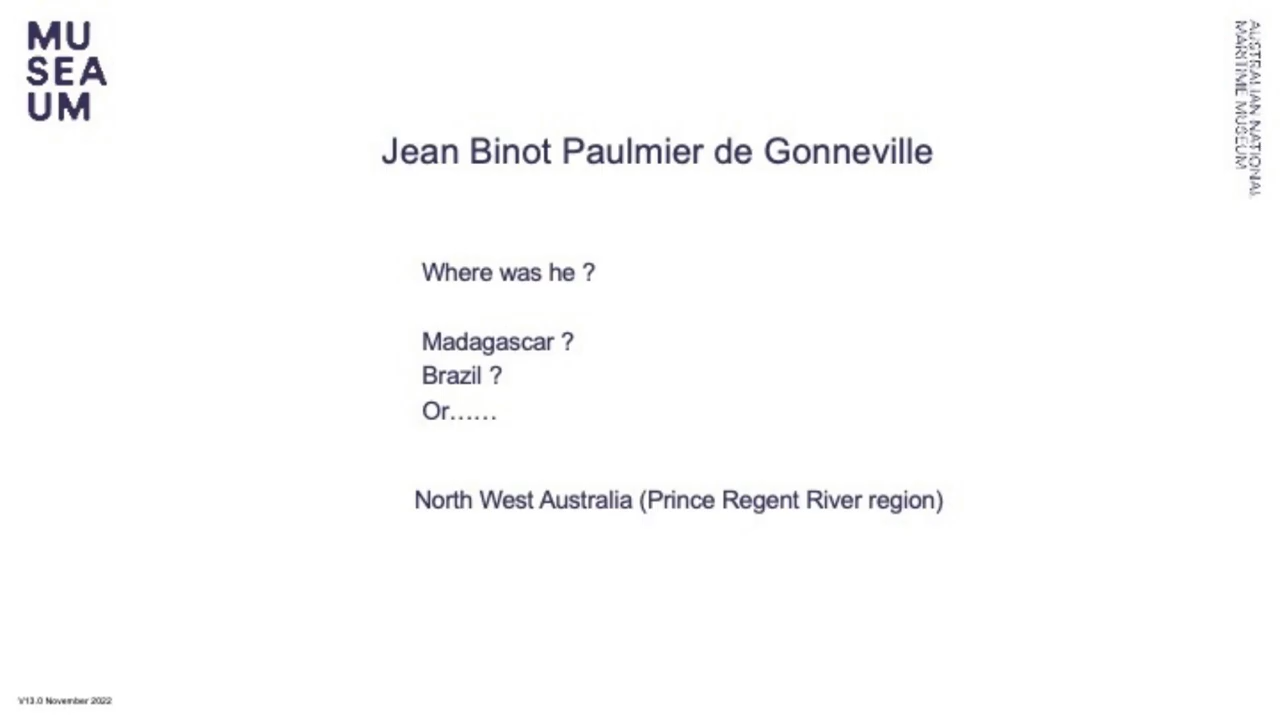 MU
SEA
UM
AUSTRALIAN NATIONAL
MARITIME MUSEUM
Jean Binot Paulmier de Gonneville
Where was he ?
Madagascar ?
Brazil ?
Or……
North West Australia (Prince Regent River region)
V13.0 November 2022